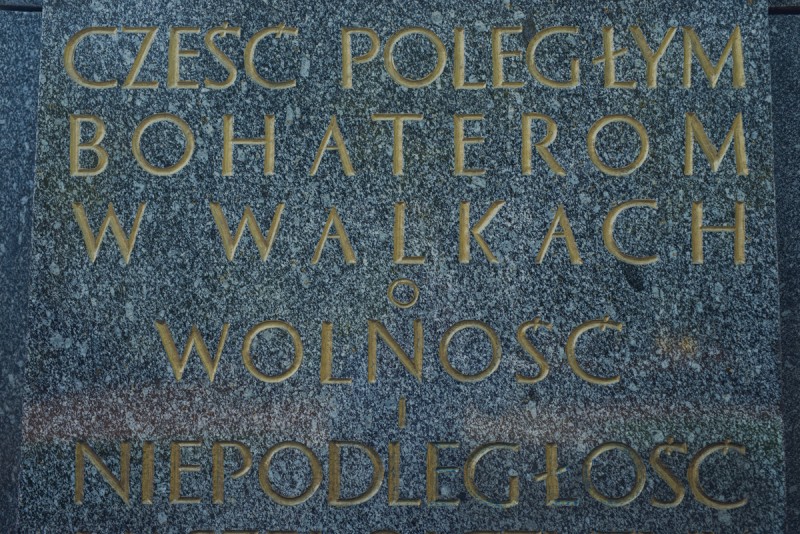 CZEŚĆ POLEGŁYM
BOHATEROM
W WALKACH
O
WOLNOŚĆ
I
NIEPODLEGŁOŚĆ